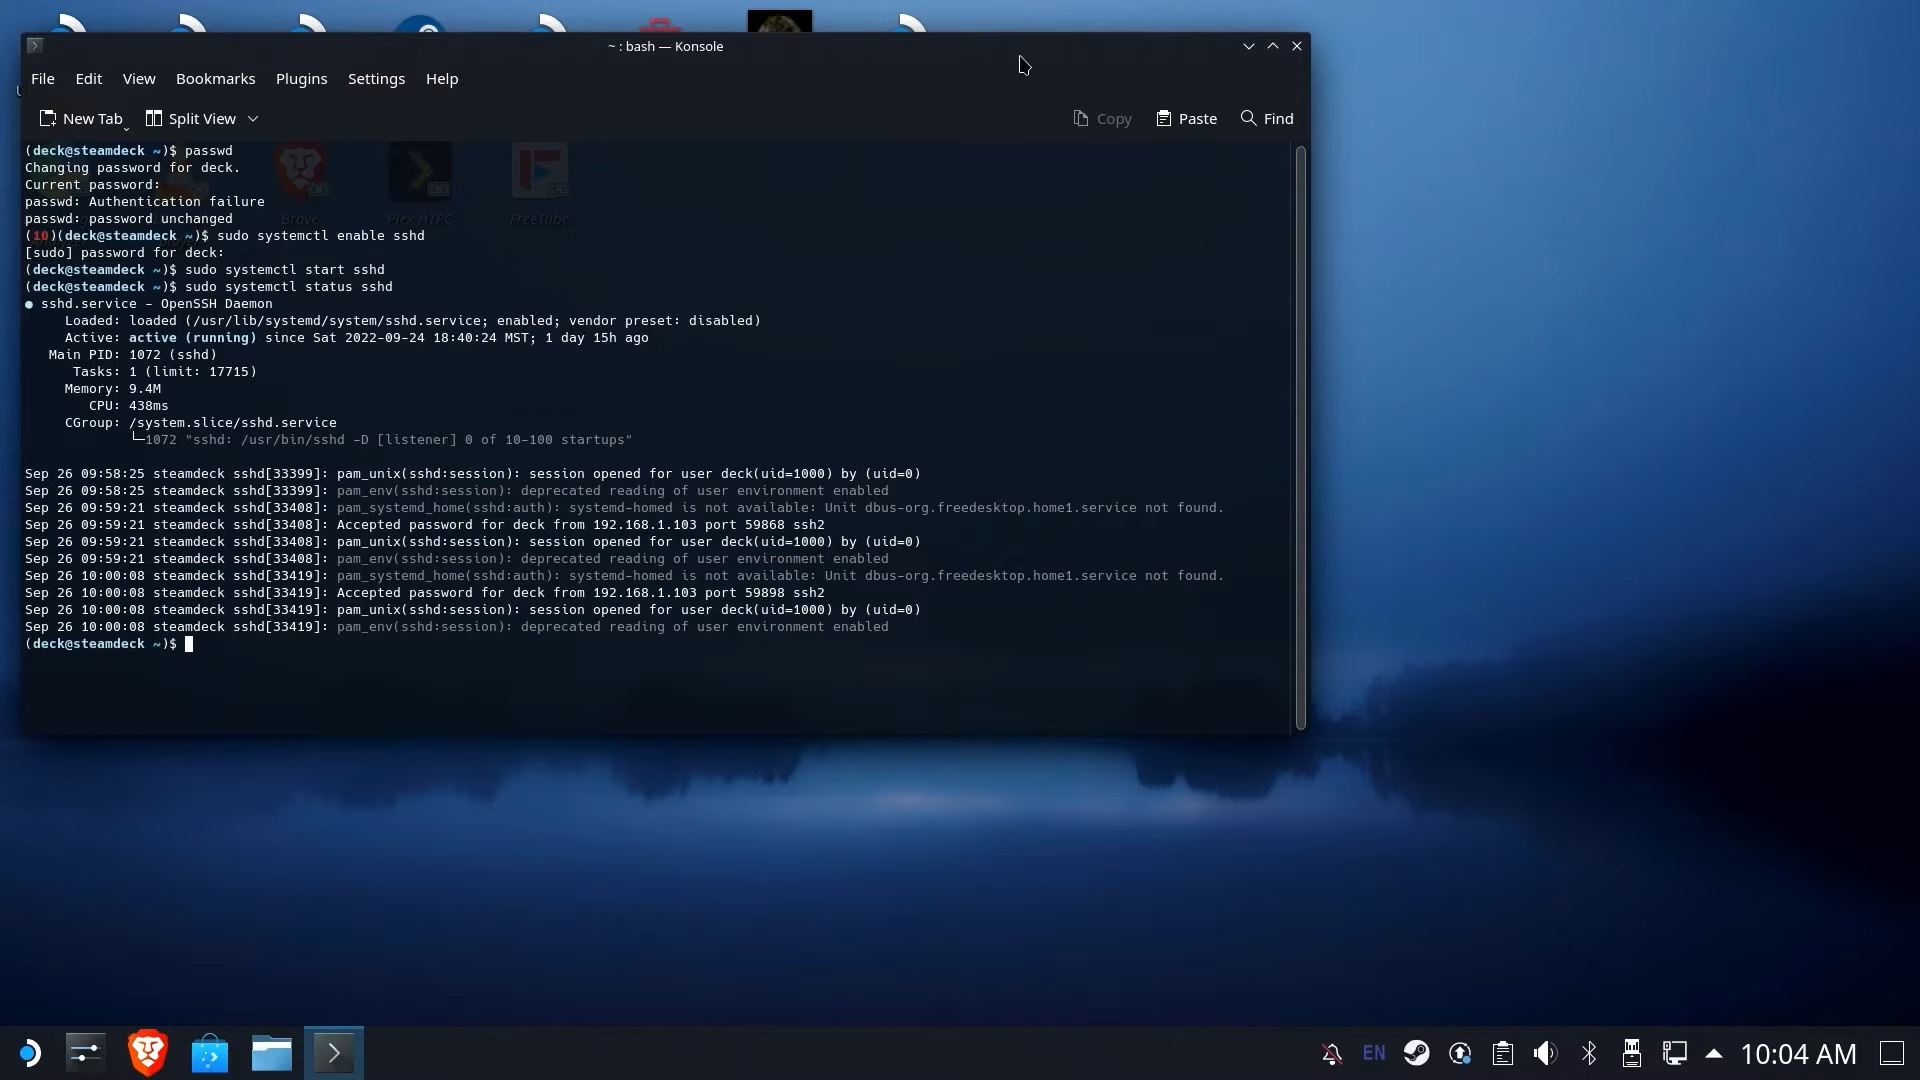 ~ : bash — Konsole
File Edit View Bookmarks Plugins Settings Help
New Tab Split View Copy Paste Find
(deck@steamdeck ~)$ passwd
Changing password for deck.
Current password:
passwd: Authentication failure
passwd: password unchanged
(10)(deck@steamdeck ~)$ sudo systemctl enable sshd
[sudo] password for deck:
(deck@steamdeck ~)$ sudo systemctl start sshd
(deck@steamdeck ~)$ sudo systemctl status sshd
● sshd.service - OpenSSH Daemon
Loaded: loaded (/usr/lib/systemd/system/sshd.service; enabled; vendor preset: disabled)
Active: active (running) since Sat 2022-09-24 18:40:24 MST; 1 day 15h ago
Main PID: 1072 (sshd)
Tasks: 1 (limit: 17715)
Memory: 9.4M
CPU: 438ms
CGroup: /system.slice/sshd.service
└─1072 "sshd: /usr/bin/sshd -D [listener] 0 of 10-100 startups"
Sep 26 09:58:25 steamdeck sshd[33399]: pam_unix(sshd:session): session opened for user deck(uid=1000) by (uid=0)
Sep 26 09:58:25 steamdeck sshd[33399]: pam_env(sshd:session): deprecated reading of user environment enabled
Sep 26 09:59:21 steamdeck sshd[33408]: pam_systemd_home(sshd:auth): systemd-homed is not available: Unit dbus-org.freedesktop.home1.service not found.
Sep 26 09:59:21 steamdeck sshd[33408]: Accepted password for deck from 192.168.1.103 port 59868 ssh2
Sep 26 09:59:21 steamdeck sshd[33408]: pam_unix(sshd:session): session opened for user deck(uid=1000) by (uid=0)
Sep 26 09:59:21 steamdeck sshd[33408]: pam_env(sshd:session): deprecated reading of user environment enabled
Sep 26 10:00:08 steamdeck sshd[33419]: pam_systemd_home(sshd:auth): systemd-homed is not available: Unit dbus-org.freedesktop.home1.service not found.
Sep 26 10:00:08 steamdeck sshd[33419]: Accepted password for deck from 192.168.1.103 port 59898 ssh2
Sep 26 10:00:08 steamdeck sshd[33419]: pam_unix(sshd:session): session opened for user deck(uid=1000) by (uid=0)
Sep 26 10:00:08 steamdeck sshd[33419]: pam_env(sshd:session): deprecated reading of user environment enabled
(deck@steamdeck ~)$
Brave Plex HTPC FreeTube
EN 10:04 AM